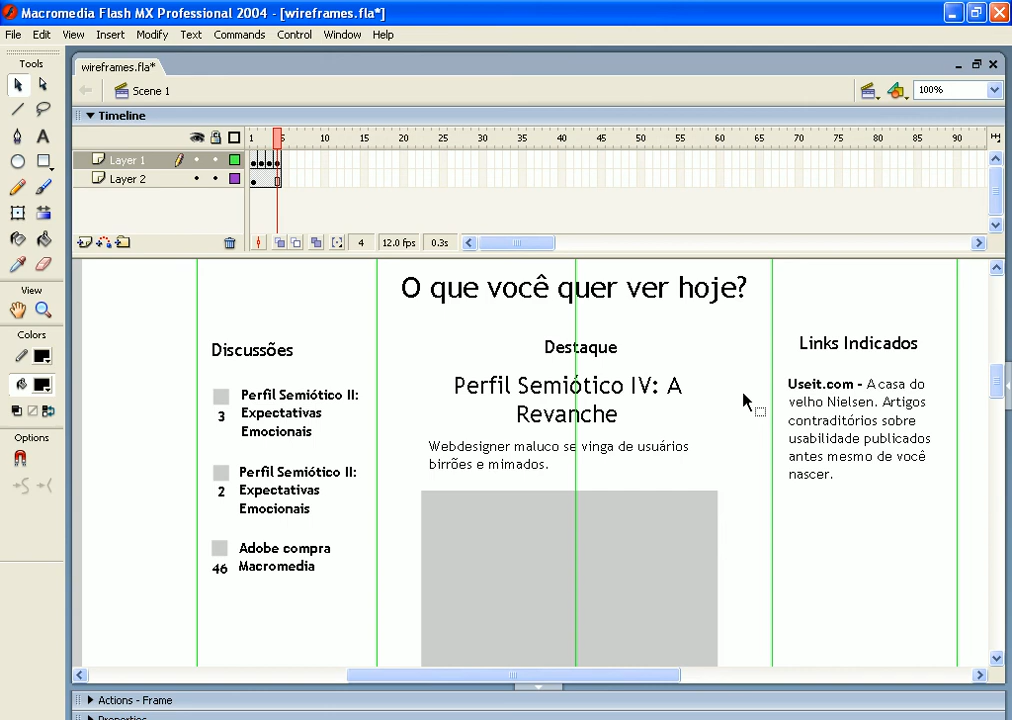 Macromedia Flash MX Professional 2004 - [wireframes.fla*]
File Edit View Insert Modify Text Commands Control Window Help
Tools
wireframes.fla*
Scene 1
100%
Timeline
1 5 10 15 20 25 30 35 40 45 50 55 60 65 70 75 80 85 90
Layer 1
Layer 2
4 12.0 fps 0.3s
View
Colors
Options
O que você quer ver hoje?
Discussões
Perfil Semiótico II:
3 Expectativas
Emocionais
Perfil Semiótico II:
2 Expectativas
Emocionais
Adobe compra
46 Macromedia
Destaque
Perfil Semiótico IV: A
Revanche
Webdesigner maluco se vinga de usuários
birrões e mimados.
Links Indicados
Useit.com - A casa do
velho Nielsen. Artigos
contraditórios sobre
usabilidade publicados
antes mesmo de você
nascer.
Actions - Frame
Properties